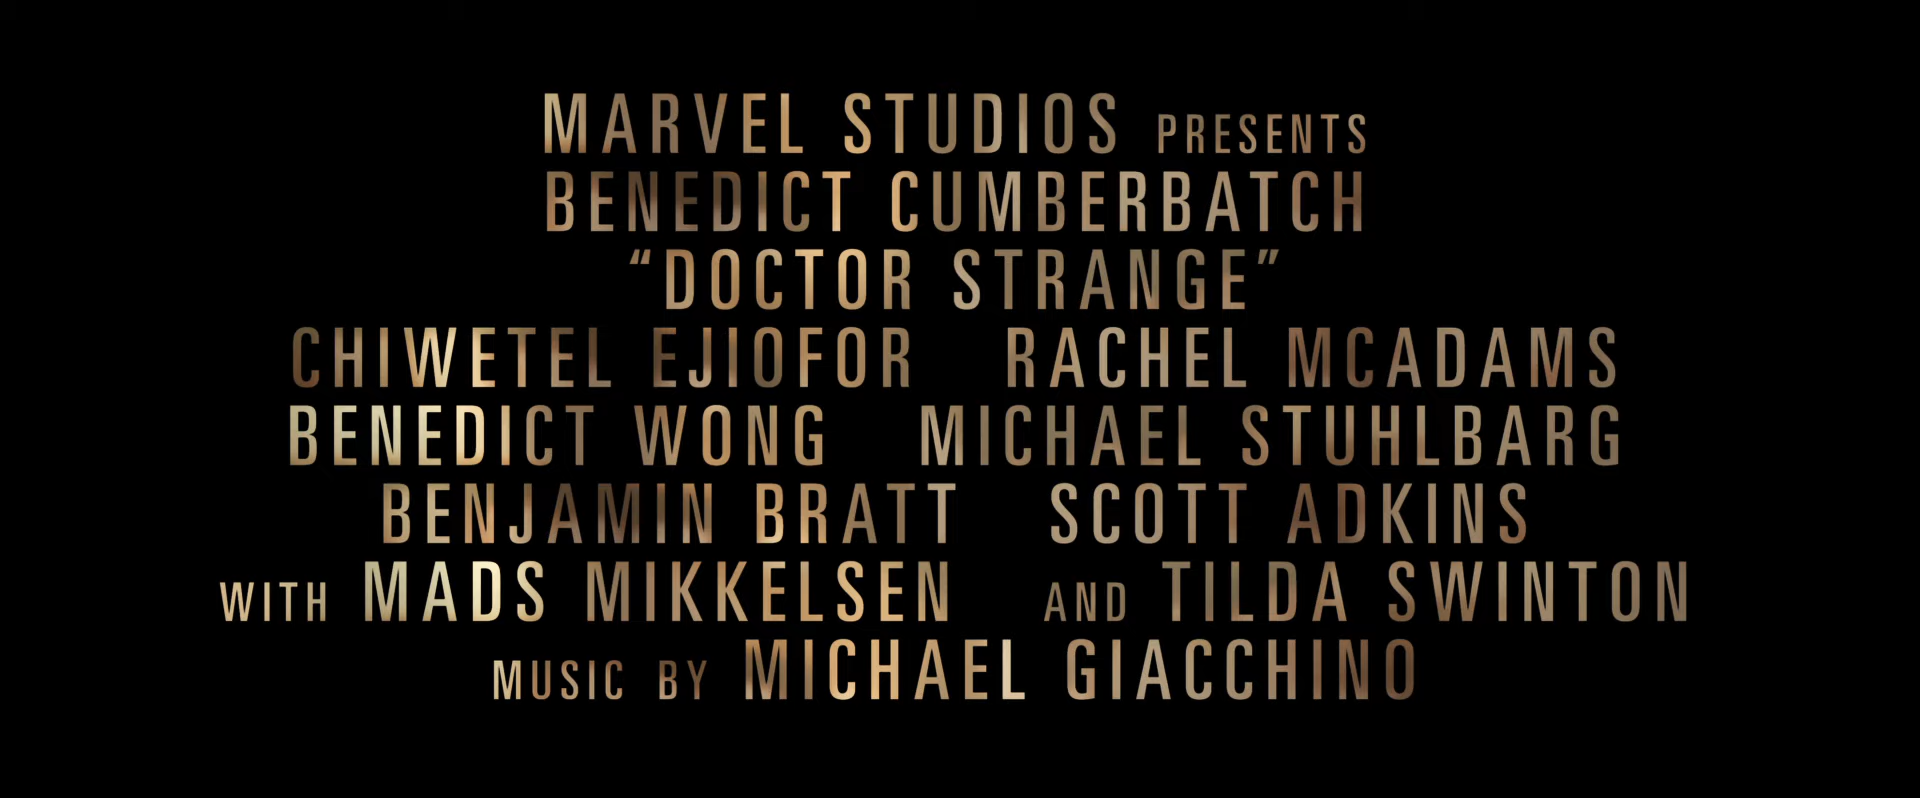 MARVEL STUDIOS PRESENTS
BENEDICT CUMBERBATCH
“DOCTOR STRANGE”
CHIWETEL EJIOFOR RACHEL MCADAMS
BENEDICT WONG MICHAEL STUHLBARG
BENJAMIN BRATT SCOTT ADKINS
WITH MADS MIKKELSEN AND TILDA SWINTON
MUSIC BY MICHAEL GIACCHINO